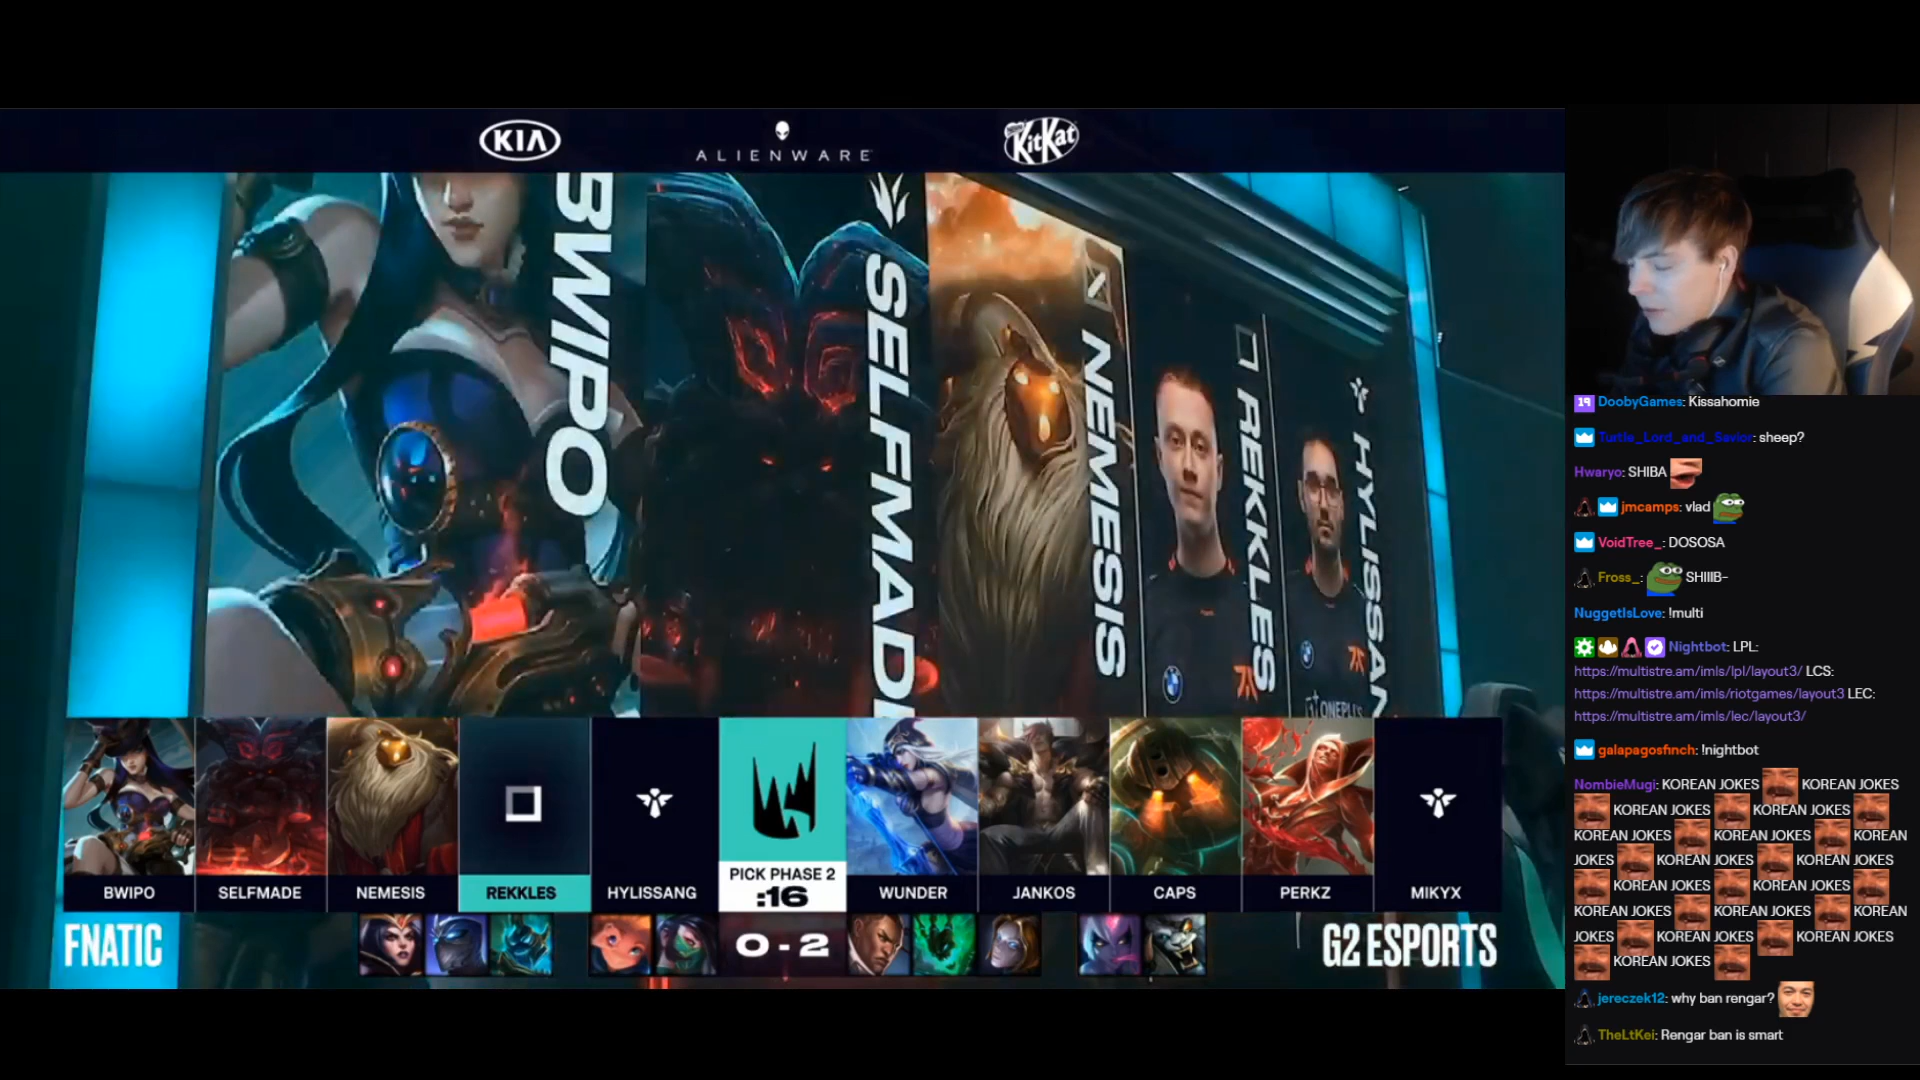 KIA
ALIENWARE
KitKat
BWIPO
SELFMADE
NEMESIS
REKKLES
HYLISSAN
ONEPLUS
BWIPO
SELFMADE
NEMESIS
REKKLES
HYLISSANG
PICK PHASE 2
:16
WUNDER
JANKOS
CAPS
PERKZ
MIKYX
FNATIC
0 - 2
G2 ESPORTS
19 DoobyGames: Kissahomie
Turtle_Lord_and_Savior: sheep?
Hwaryo: SHIBA
jmcamps: vlad
VoidTree_: DOSOSA
Fross_: SHIIIB-
NuggetIsLove: !multi
Nightbot: LPL:
https://multistre.am/imls/lpl/layout3/ LCS:
https://multistre.am/imls/riotgames/layout3 LEC:
https://multistre.am/imls/lec/layout3/
galapagosfinch: !nightbot
NombieMugi: KOREAN JOKES KOREAN JOKES
KOREAN JOKES KOREAN JOKES
KOREAN JOKES KOREAN JOKES KOREAN
JOKES KOREAN JOKES KOREAN JOKES
KOREAN JOKES KOREAN JOKES
KOREAN JOKES KOREAN JOKES KOREAN
JOKES KOREAN JOKES KOREAN JOKES
KOREAN JOKES
jereczek12: why ban rengar?
TheLtKei: Rengar ban is smart